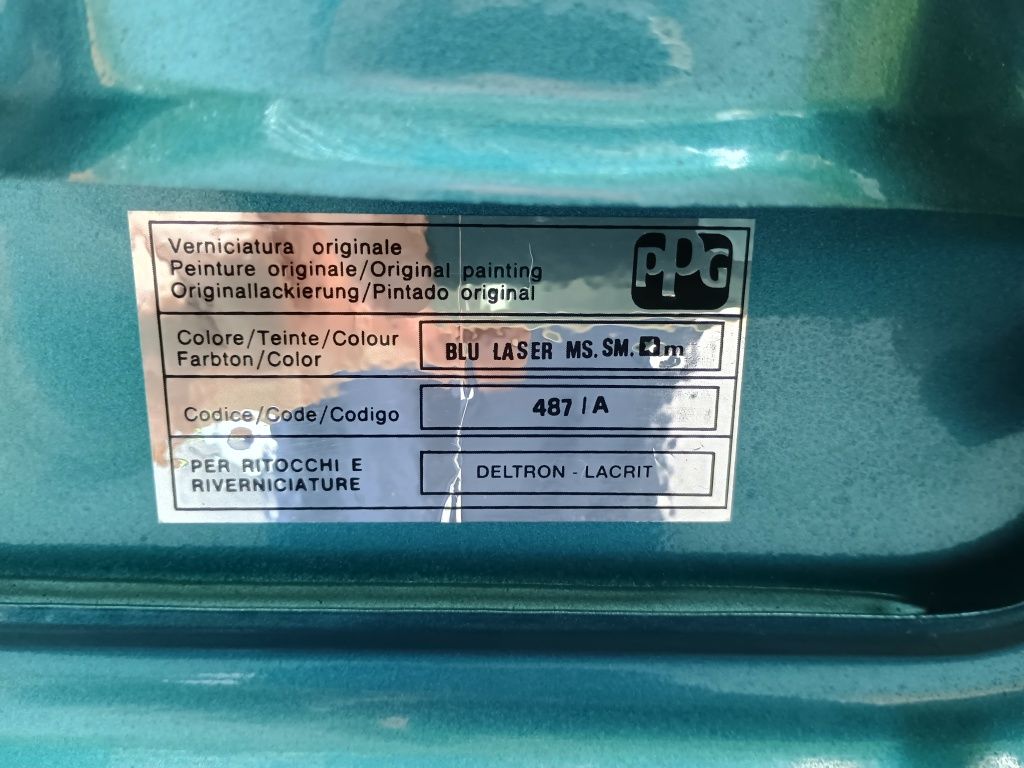 Verniciatura originale
Peinture originale/Original painting
Originallackierung/Pintado original
PPG
Colore/Teinte/Colour
Farbton/Color
BLU LASER MS. SM. m
Codice/Code/Codigo
487/A
PER RITOCCHI E
RIVERNICIATURE
DELTRON - LACRIT